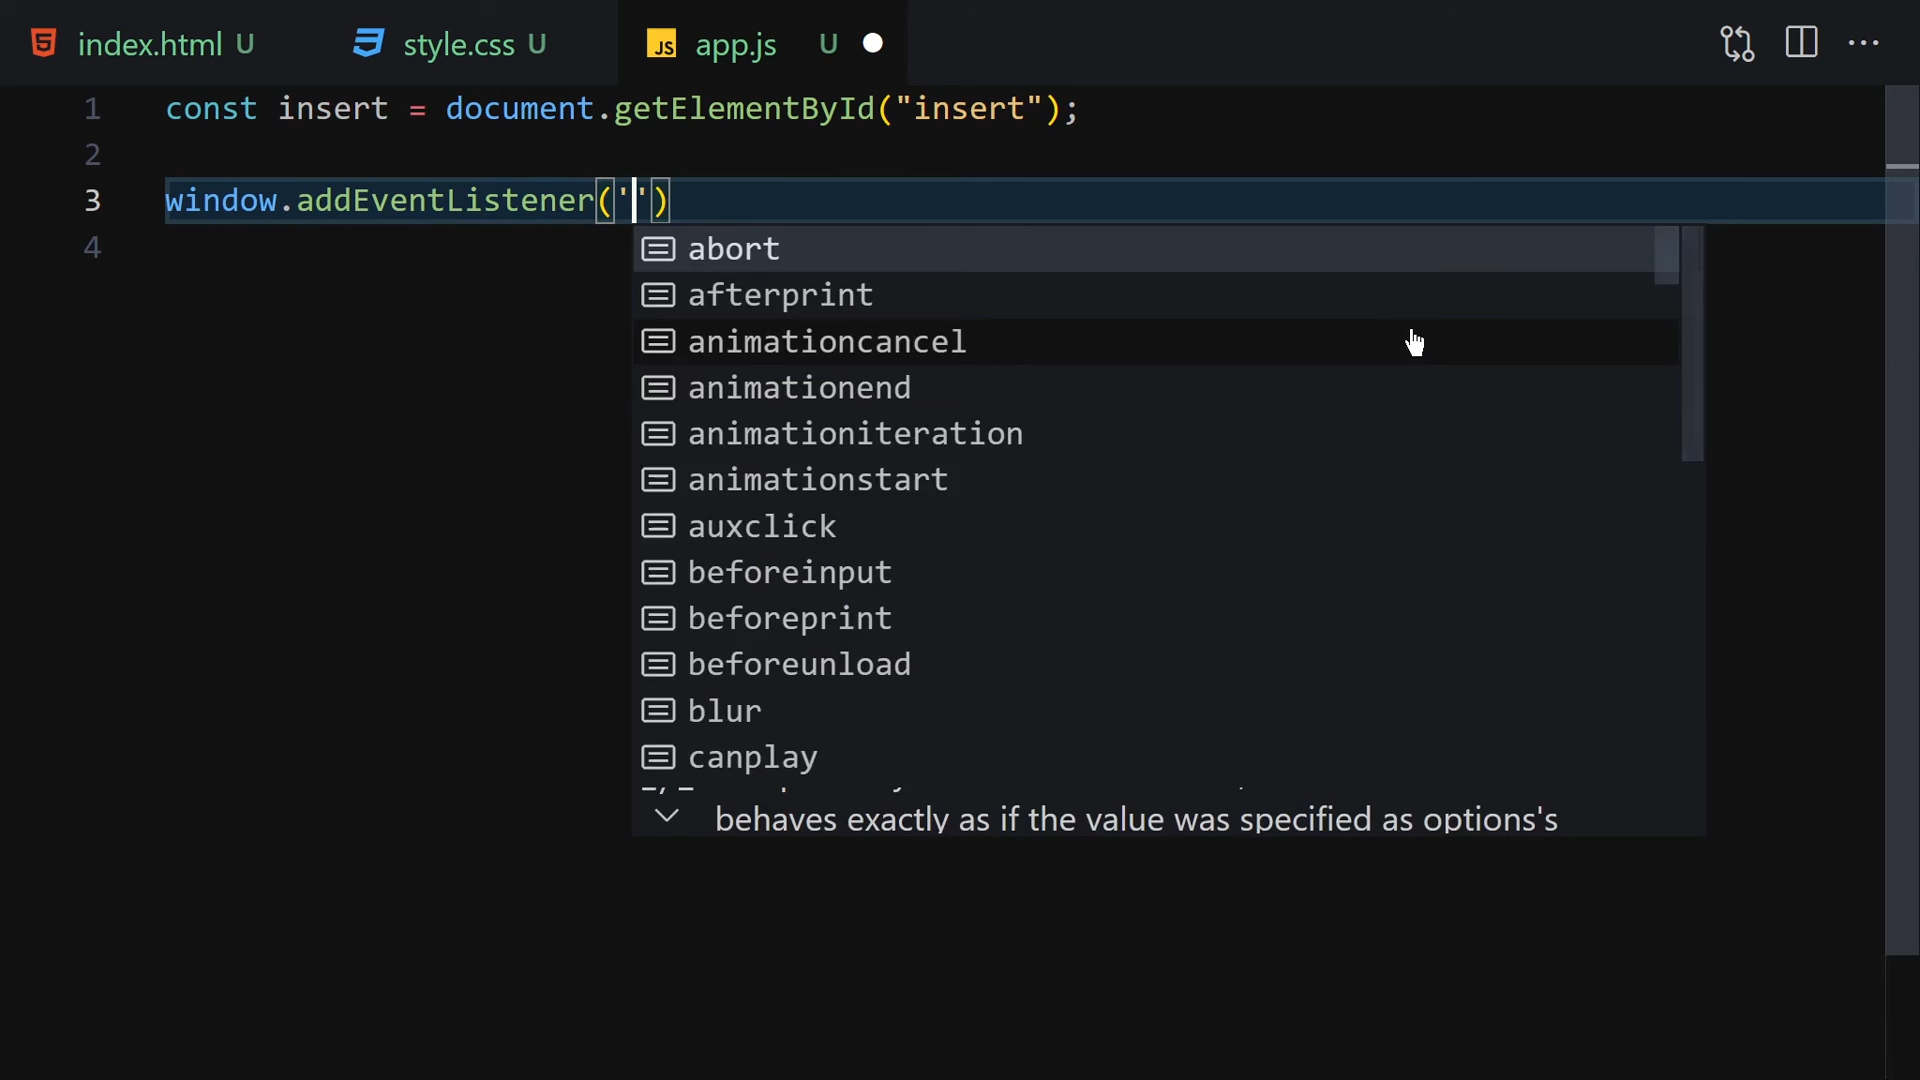 index.html U
style.css U
JS app.js U
1 const insert = document.getElementById("insert");
2
3 window.addEventListener('')
4
abort
afterprint
animationcancel
animationend
animationiteration
animationstart
auxclick
beforeinput
beforeprint
beforeunload
blur
canplay
behaves exactly as if the value was specified as options's